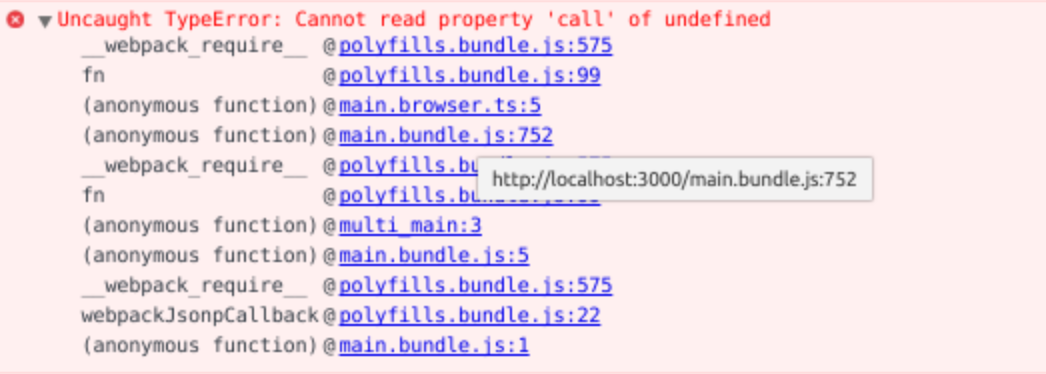 Uncaught TypeError: Cannot read property 'call' of undefined
__webpack_require__ @ polyfills.bundle.js:575
fn @ polyfills.bundle.js:99
(anonymous function) @ main.browser.ts:5
(anonymous function) @ main.bundle.js:752
__webpack_require__ @ polyfills.bu
http://localhost:3000/main.bundle.js:752
fn @ polyfills.bu
(anonymous function) @ multi_main:3
(anonymous function) @ main.bundle.js:5
__webpack_require__ @ polyfills.bundle.js:575
webpackJsonpCallback @ polyfills.bundle.js:22
(anonymous function) @ main.bundle.js:1